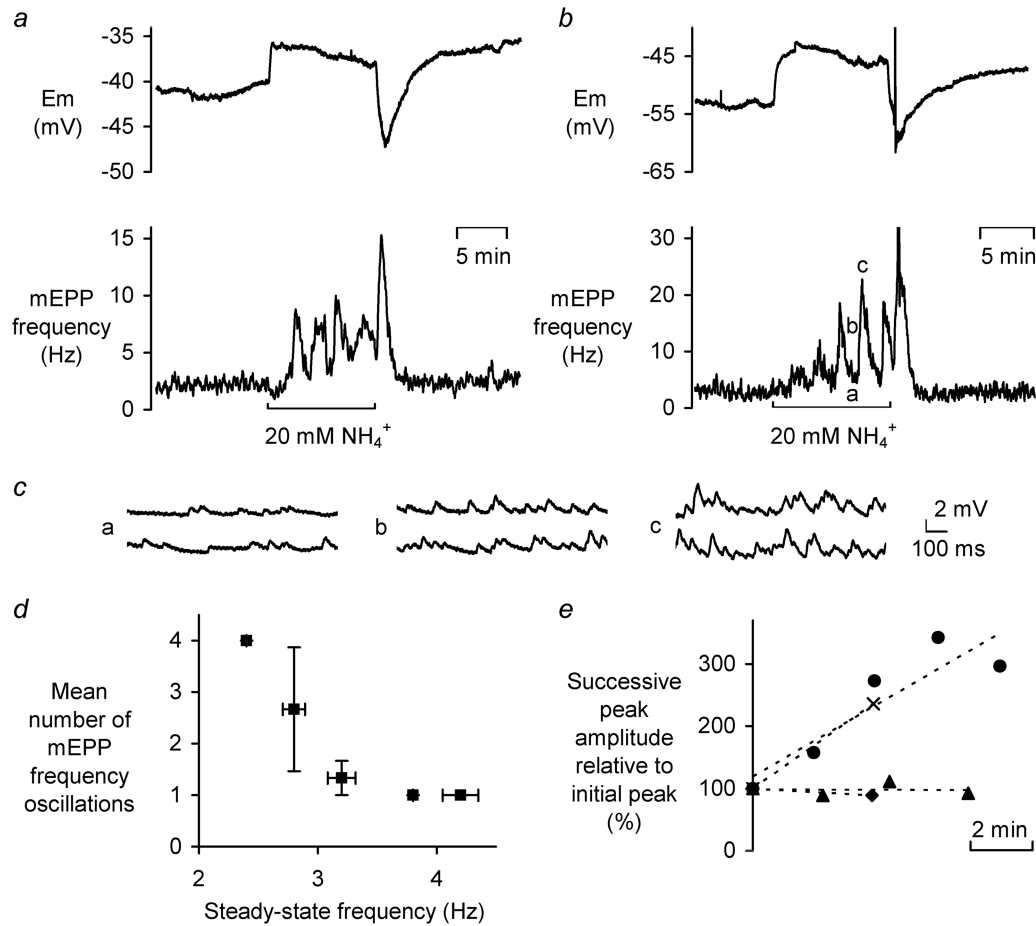 a
-35
-40
-45
-50
Em
(mV)
15
10
5
0
mEPP
frequency
(Hz)
5 min
20 mM NH₄⁺
b
-45
-55
-65
Em
(mV)
30
20
10
0
mEPP
frequency
(Hz)
5 min
c
b
a
20 mM NH₄⁺
c
a
b
c
2 mV
100 ms
d
4
3
2
1
0
Mean
number of
mEPP
frequency
oscillations
2
3
4
Steady-state frequency (Hz)
e
300
200
100
0
Successive
peak
amplitude
relative to
initial peak
(%)
2 min